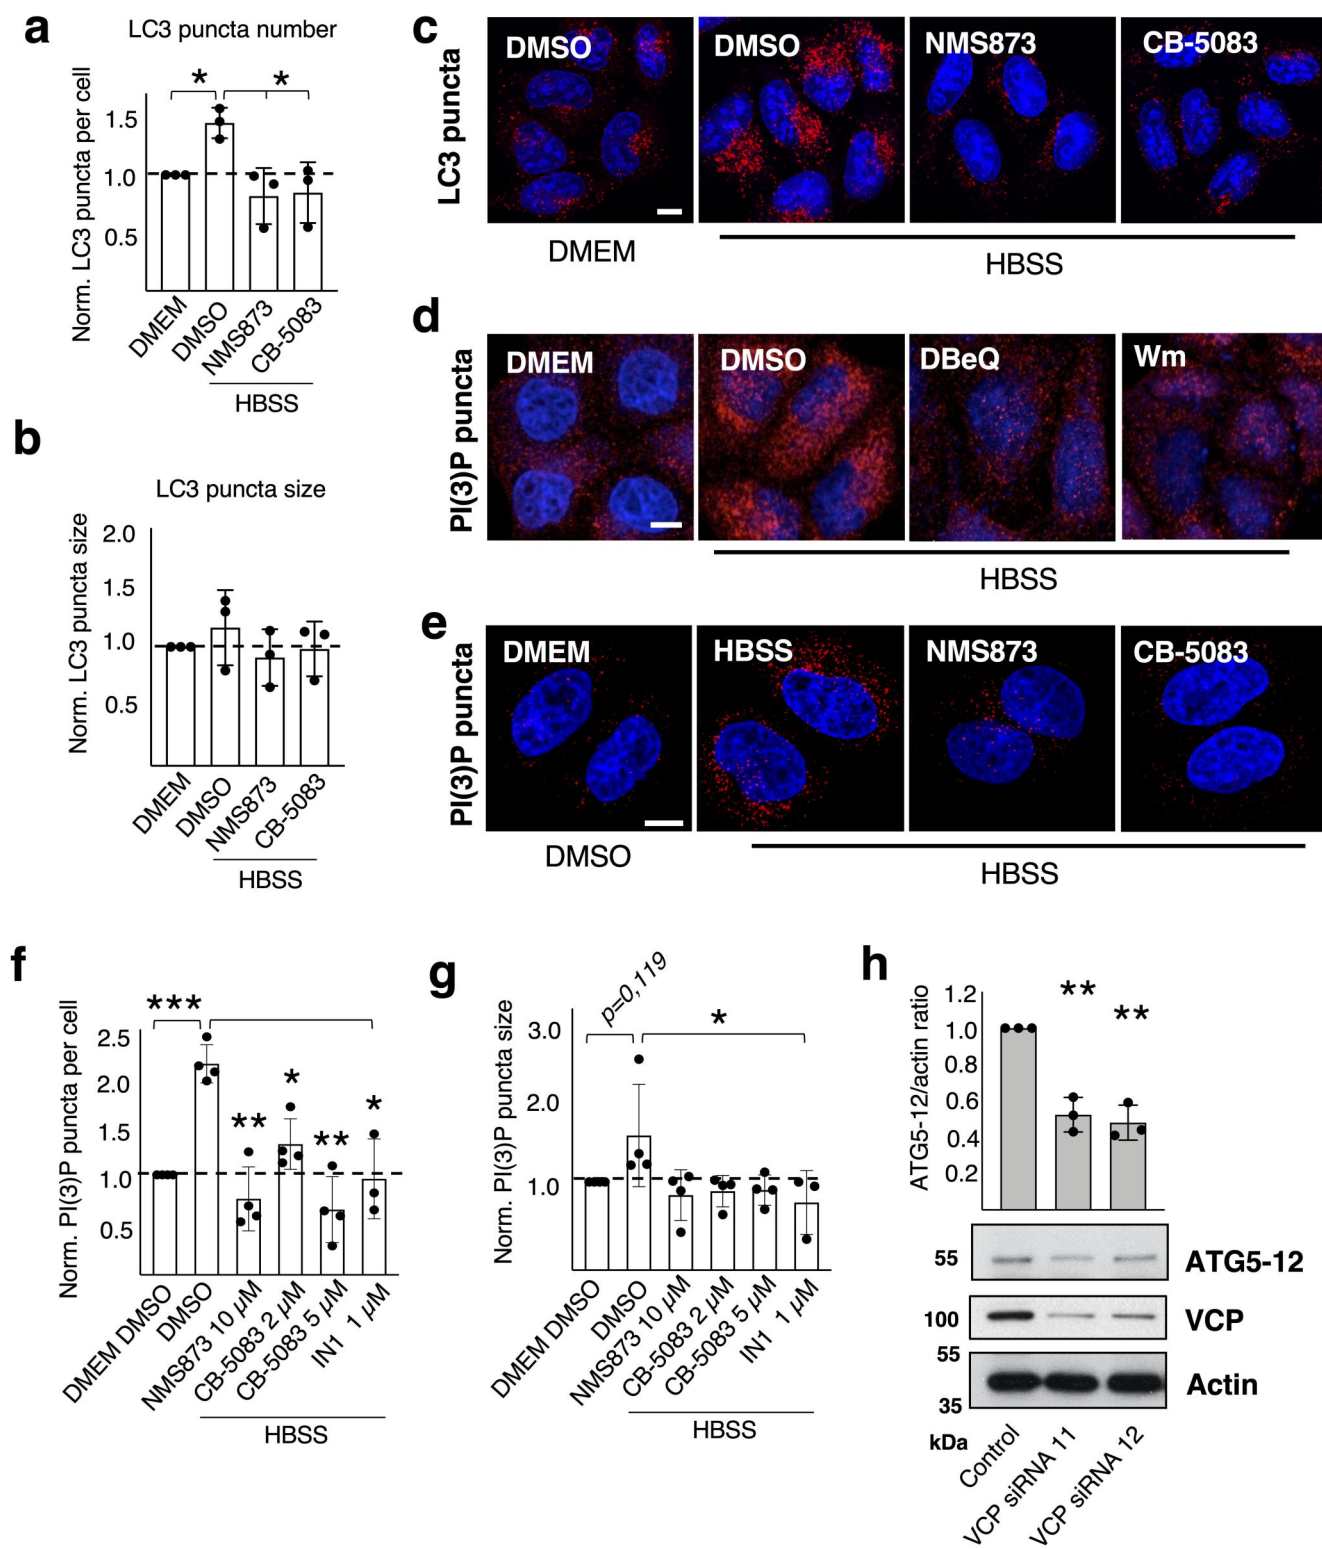 a
LC3 puncta number
Norm. LC3 puncta per cell
*
*
1.5
1.0
0.5
DMEM
DMSO
NMS873
CB-5083
HBSS
b
LC3 puncta size
Norm. LC3 puncta size
2.0
1.5
1.0
0.5
DMEM
DMSO
NMS873
CB-5083
HBSS
c
LC3 puncta
DMSO
DMSO
NMS873
CB-5083
DMEM
HBSS
d
PI(3)P puncta
DMEM
DMSO
DBeQ
Wm
HBSS
e
PI(3)P puncta
DMEM
HBSS
NMS873
CB-5083
DMSO
HBSS
f
Norm. PI(3)P puncta per cell
***
**
*
**
*
2.5
2.0
1.5
1.0
0.5
DMEM DMSO
DMSO
NMS873 10 µM
CB-5083 2 µM
CB-5083 5 µM
IN1 1 µM
HBSS
g
Norm. PI(3)P puncta size
p=0,119
*
3.0
2.0
1.0
DMEM DMSO
DMSO
NMS873 10 µM
CB-5083 2 µM
CB-5083 5 µM
IN1 1 µM
HBSS
h
ATG5-12/actin ratio
**
**
1.2
1.0
0.8
0.6
0.4
0.2
55
ATG5-12
100
VCP
55
Actin
35
kDa
Control
VCP siRNA 11
VCP siRNA 12